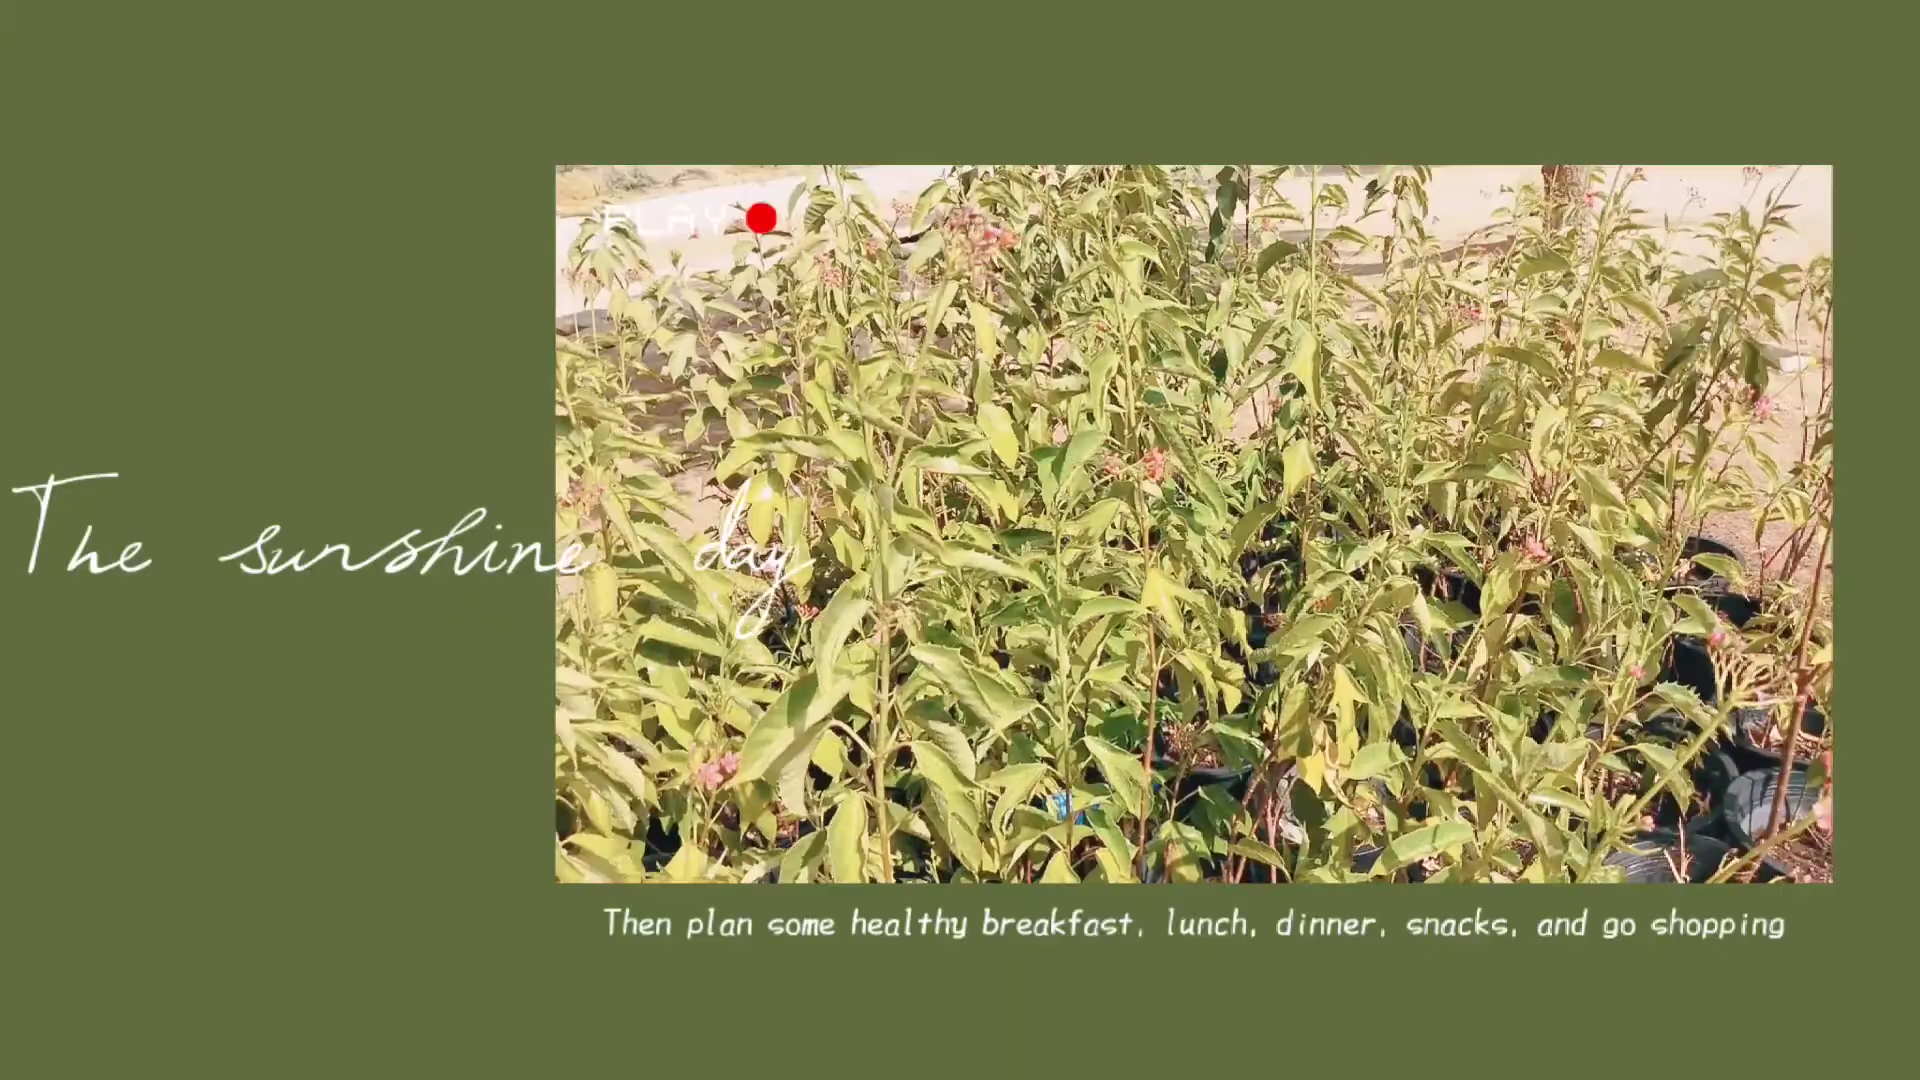 PLAY
The sunshine day
Then plan some healthy breakfast, lunch, dinner, snacks, and go shopping